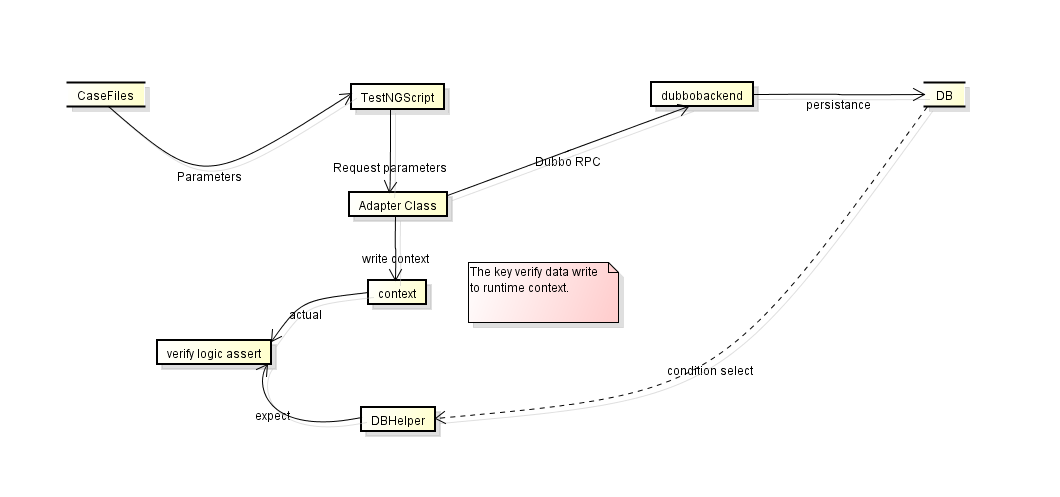 CaseFiles
TestNGScript
dubbobackend
DB
persistance
Parameters
Request parameters
Dubbo RPC
Adapter Class
write context
The key verify data write
to runtime context.
context
actual
verify logic assert
condition select
expect
DBHelper